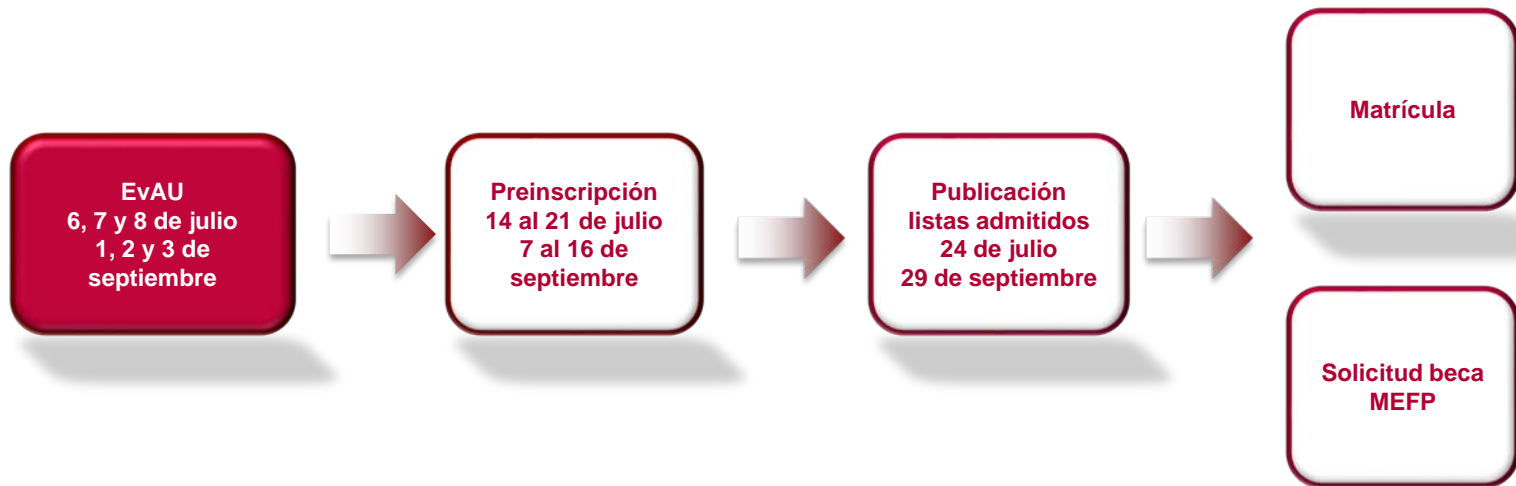 EvAU
6, 7 y 8 de julio
1, 2 y 3 de
septiembre
Preinscripción
14 al 21 de julio
7 al 16 de
septiembre
Publicación
listas admitidos
24 de julio
29 de septiembre
Matrícula
Solicitud beca
MEFP